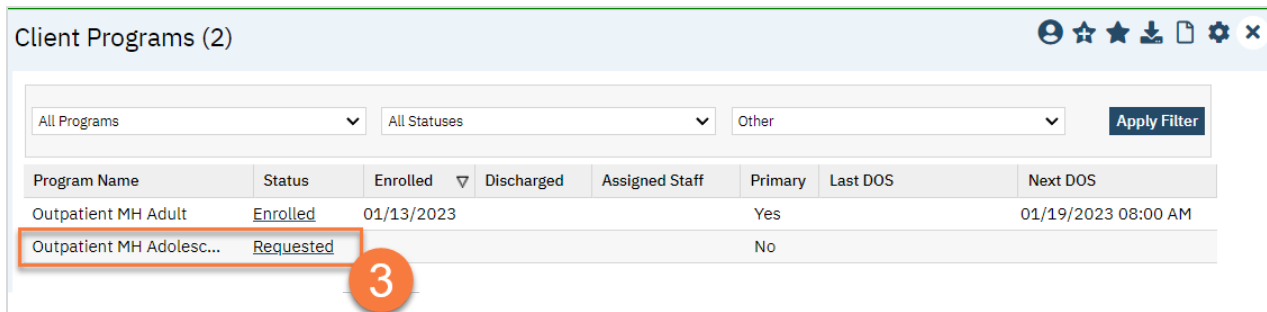 Client Programs (2)
All Programs All Statuses Other Apply Filter
Program Name Status Enrolled Discharged Assigned Staff Primary Last DOS Next DOS
Outpatient MH Adult Enrolled 01/13/2023 Yes 01/19/2023 08:00 AM
Outpatient MH Adolesc... Requested No
3